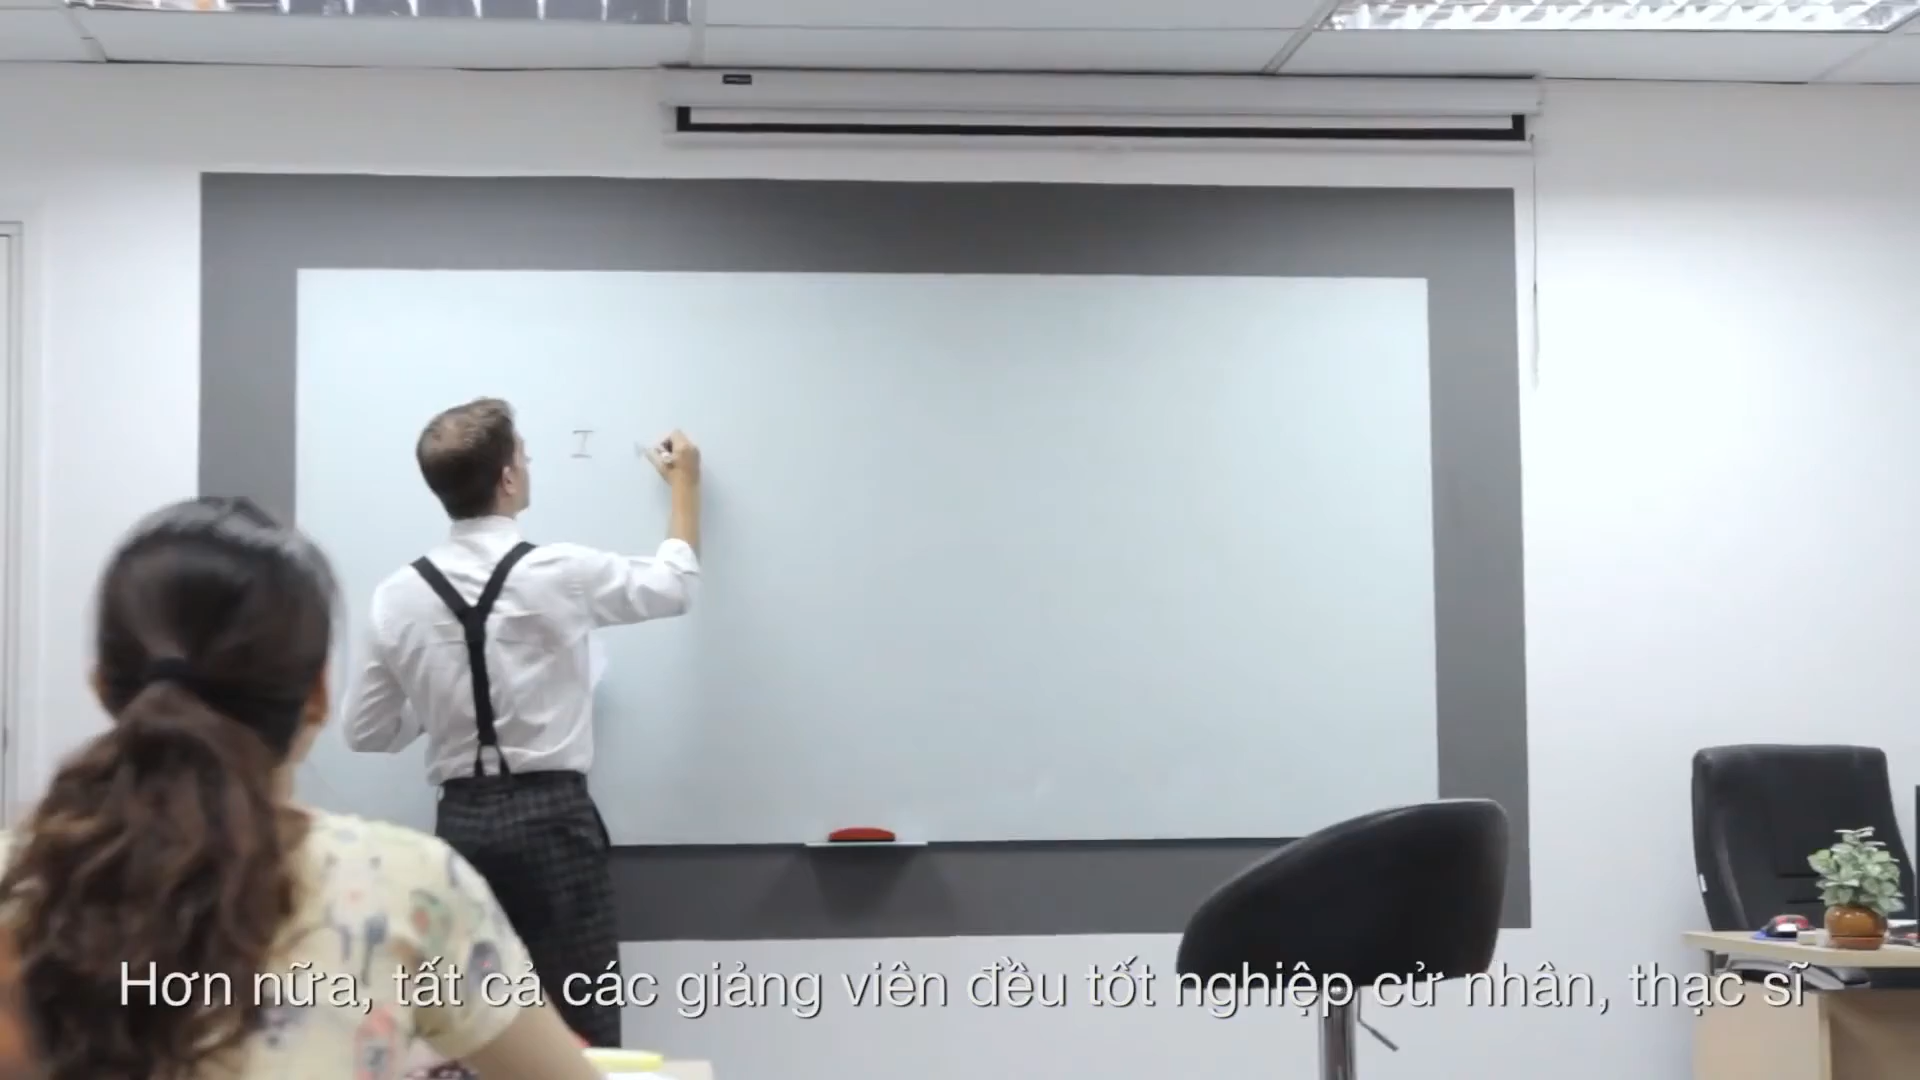 I
Hơn nữa, tất cả các giảng viên đều tốt nghiệp cử nhân, thạc sĩ